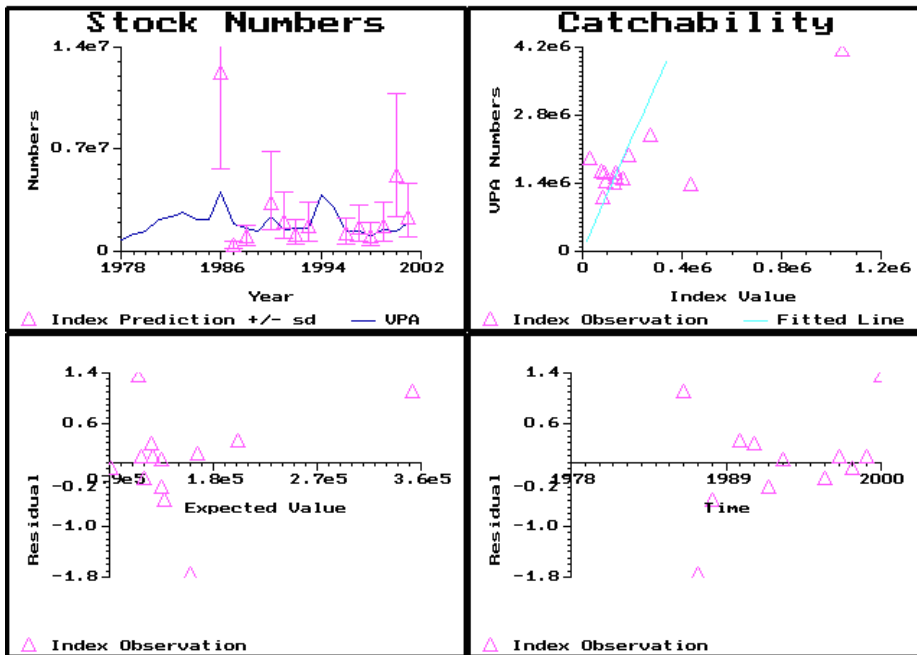 Stock Numbers
1.4e7
0.7e7
0
Numbers
1978 1986 1994 2002
Year
Index Prediction +/- sd VPA
Catchability
4.2e6
2.8e6
1.4e6
0
VPA Numbers
0 0.4e6 0.8e6 1.2e6
Index Value
Index Observation Fitted Line
1.4
0.6
-0.2
-1.0
-1.8
Residual
0.9e5 1.8e5 2.7e5 3.6e5
Expected Value
Index Observation
1.4
0.6
-0.2
-1.0
-1.8
Residual
1978 1989 2000
Time
Index Observation